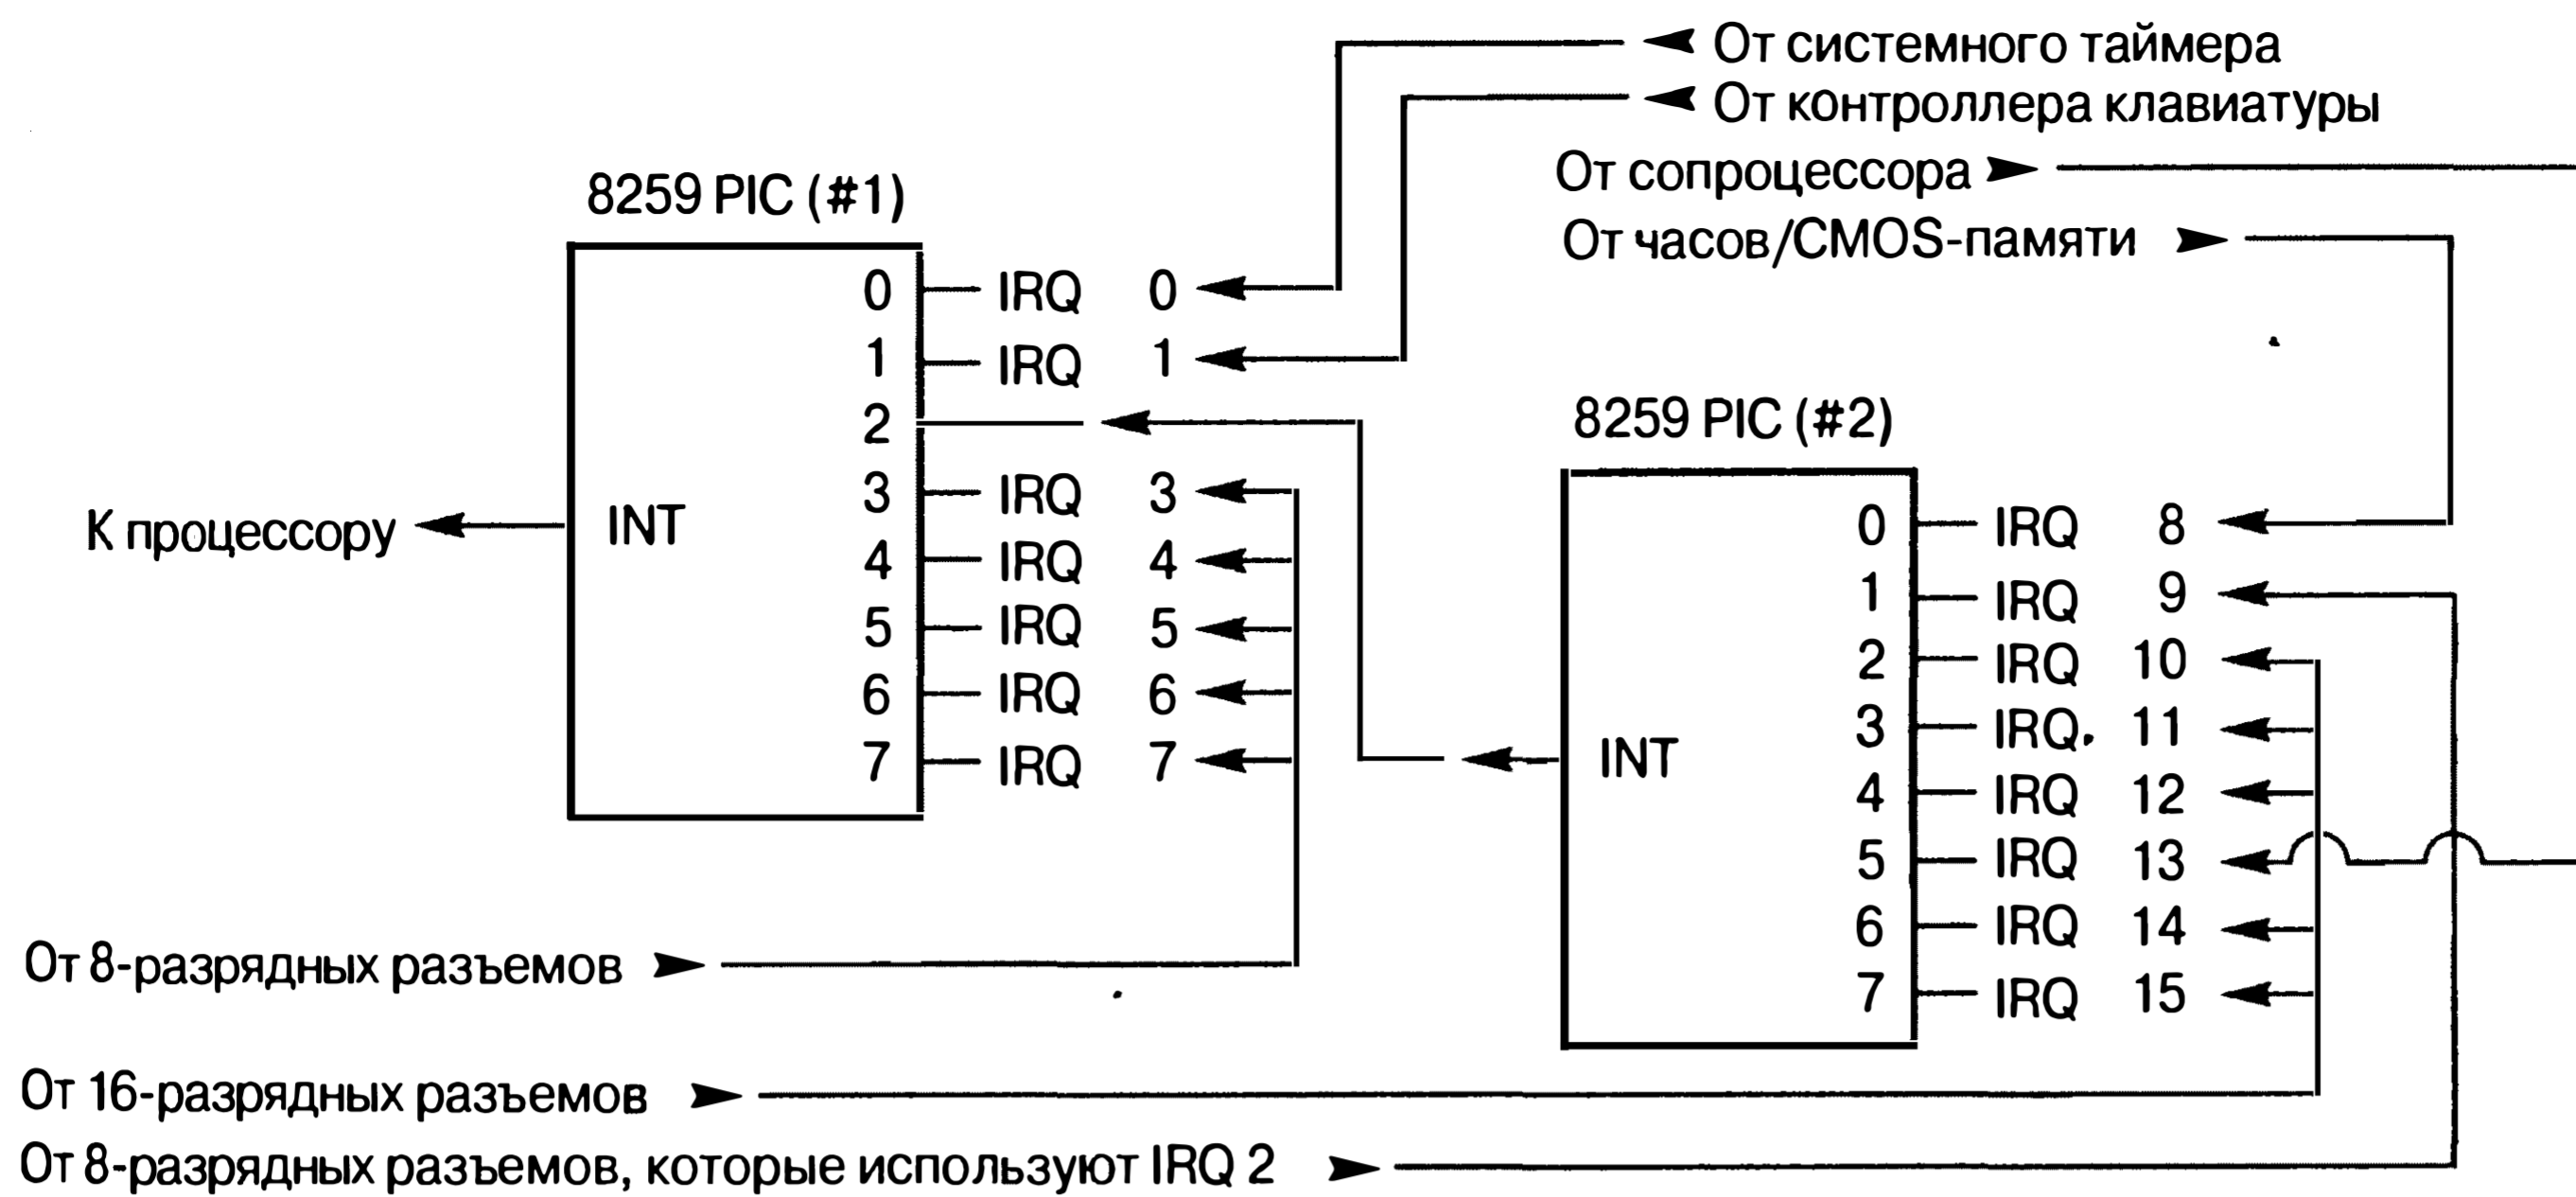 От системного таймера
От контроллера клавиатуры
От сопроцессора
От часов/CMOS-памяти
8259 PIC (#1)
0 IRQ 0
1 IRQ 1
2
3 IRQ 3
К процессору
INT
4 IRQ 4
5 IRQ 5
6 IRQ 6
7 IRQ 7
8259 PIC (#2)
0 IRQ 8
1 IRQ 9
2 IRQ 10
3 IRQ 11
INT
4 IRQ 12
5 IRQ 13
6 IRQ 14
7 IRQ 15
От 8-разрядных разъемов
От 16-разрядных разъемов
От 8-разрядных разъемов, которые используют IRQ 2